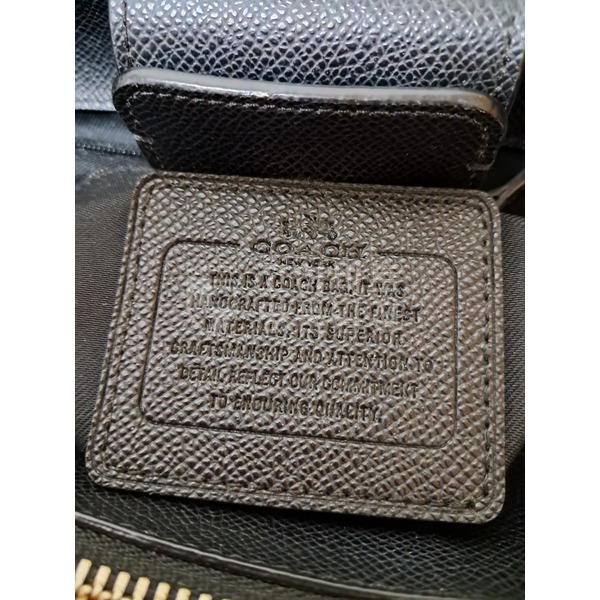 COACH
NEW YORK
THIS IS A COACH BAG. IT WAS
HANDCRAFTED FROM THE FINEST
MATERIALS. ITS SUPERIOR
CRAFTSMANSHIP AND ATTENTION TO
DETAIL REFLECT OUR COMMITMENT
TO ENDURING QUALITY.